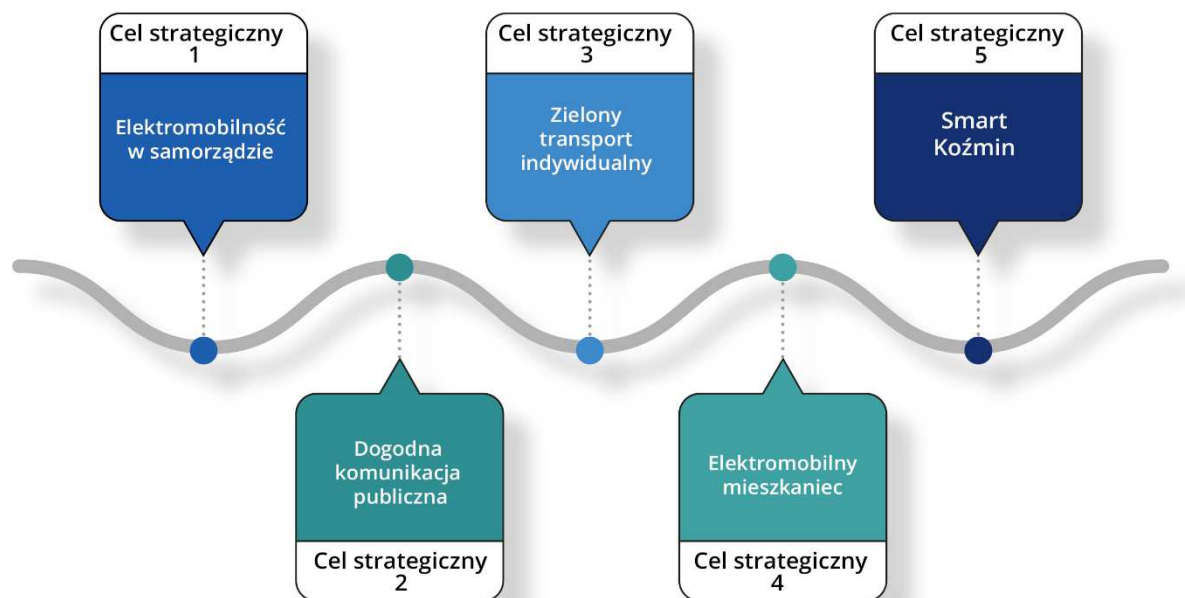 Cel strategiczny
1
Elektromobilność
w samorządzie
Dogodna
komunikacja
publiczna
Cel strategiczny
2
Cel strategiczny
3
Zielony
transport
indywidualny
Elektromobilny
mieszkaniec
Cel strategiczny
4
Cel strategiczny
5
Smart
Koźmin